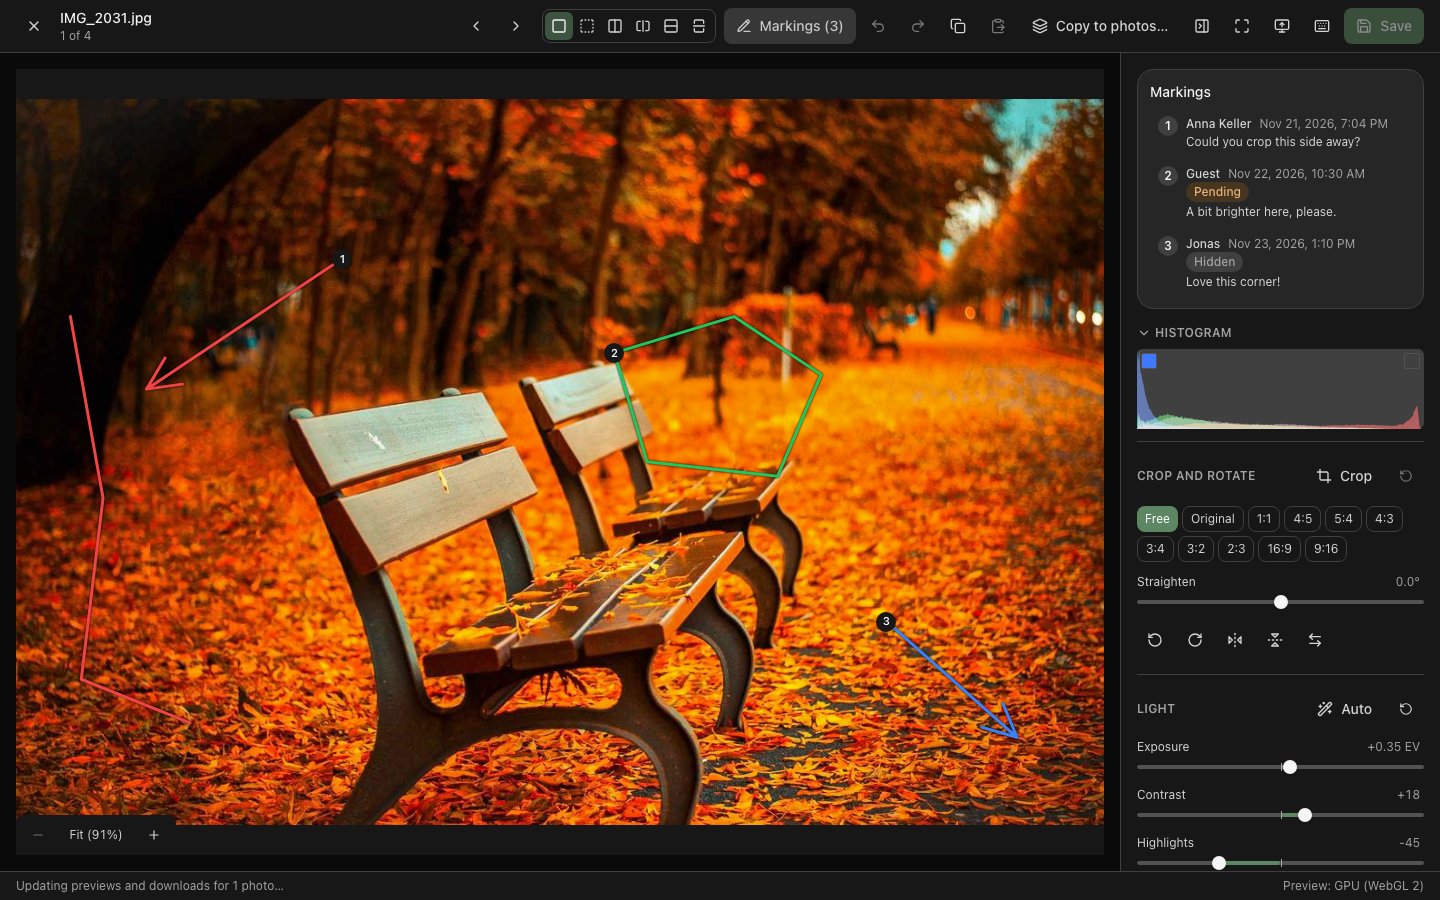 IMG_2031.jpg
1 of 4
Markings (3)
Copy to photos...
Save
Markings
1 Anna Keller Nov 21, 2026, 7:04 PM
Could you crop this side away?
2 Guest Nov 22, 2026, 10:30 AM
Pending
A bit brighter here, please.
3 Jonas Nov 23, 2026, 1:10 PM
Hidden
Love this corner!
1
2
3
HISTOGRAM
CROP AND ROTATE Crop
Free Original 1:1 4:5 5:4 4:3
3:4 3:2 2:3 16:9 9:16
Straighten 0.0°
LIGHT Auto
Exposure +0.35 EV
Contrast +18
Highlights -45
Fit (91%)
Updating previews and downloads for 1 photo...
Preview: GPU (WebGL 2)